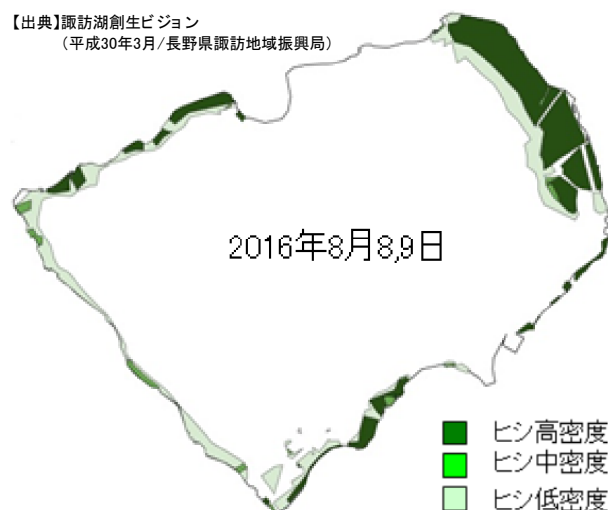 【出典】諏訪湖創生ビジョン
（平成30年3月/長野県諏訪地域振興局）
2016年8月8,9日
ヒシ高密度
ヒシ中密度
ヒシ低密度